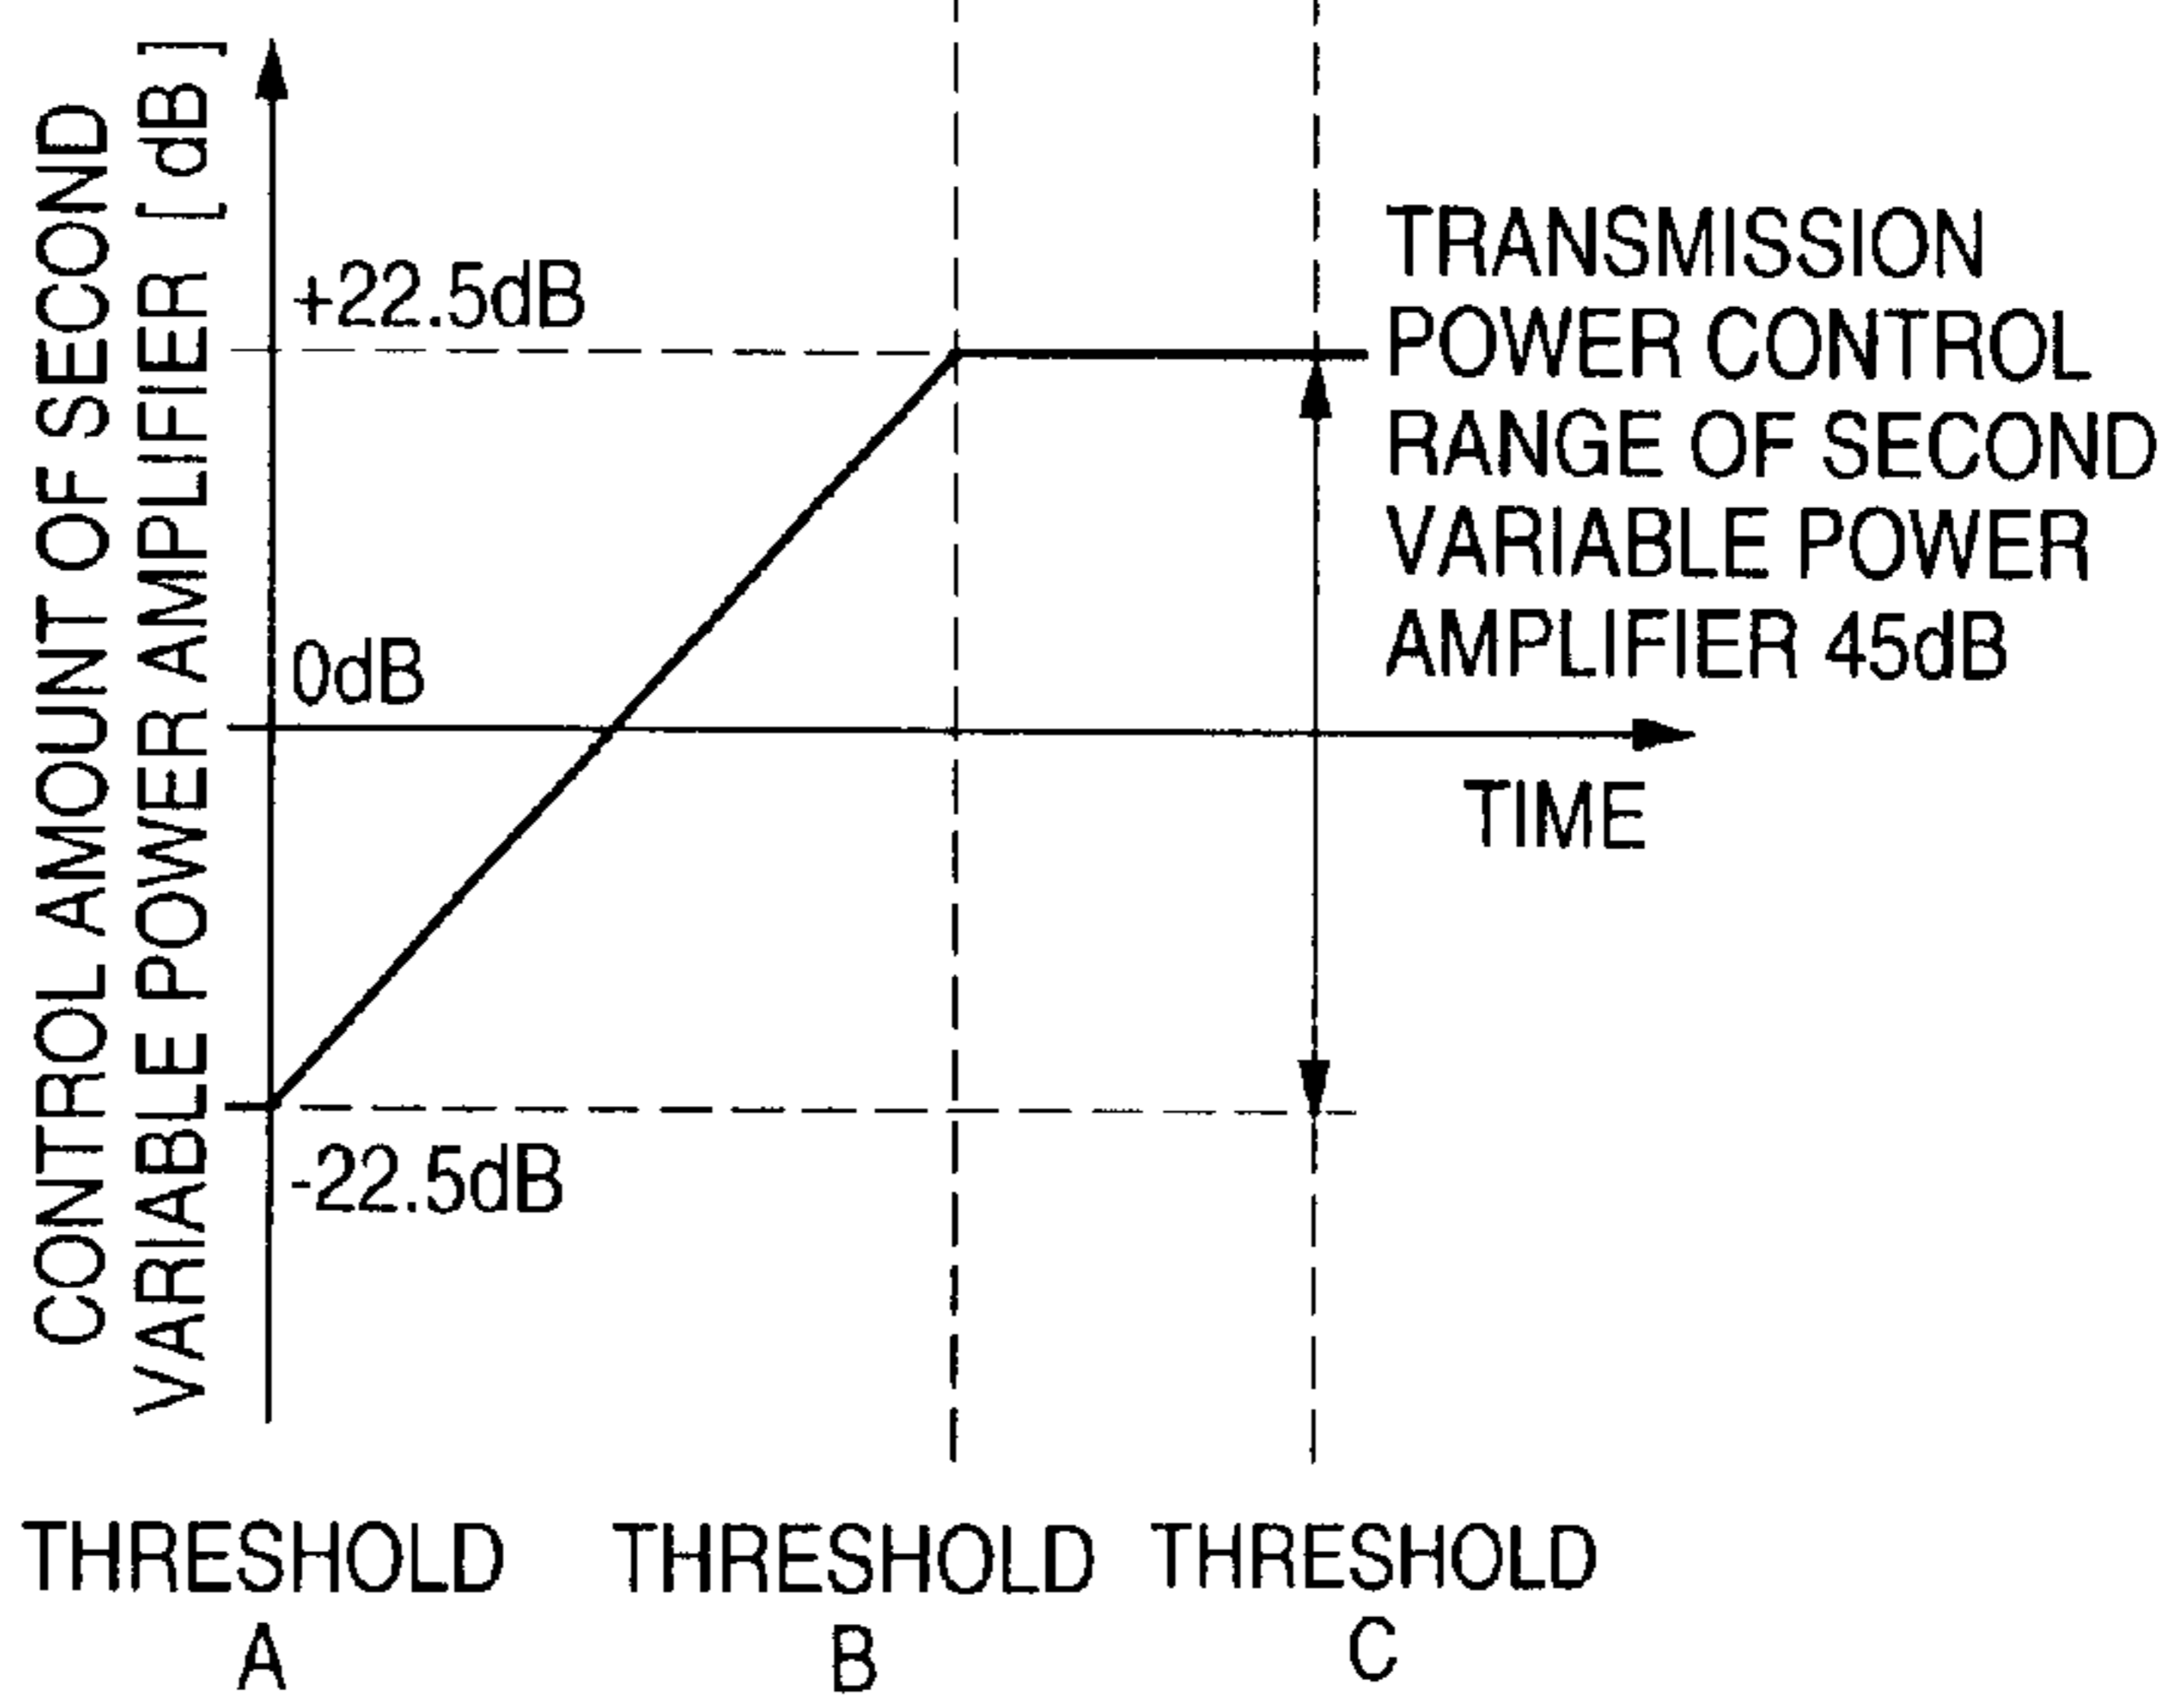 CONTROL AMOUNT OF SECOND
VARIABLE POWER AMPLIFIER [ dB ]
+22.5dB
0dB
-22.5dB
TRANSMISSION
POWER CONTROL
RANGE OF SECOND
VARIABLE POWER
AMPLIFIER 45dB
TIME
THRESHOLD
A
THRESHOLD
B
THRESHOLD
C